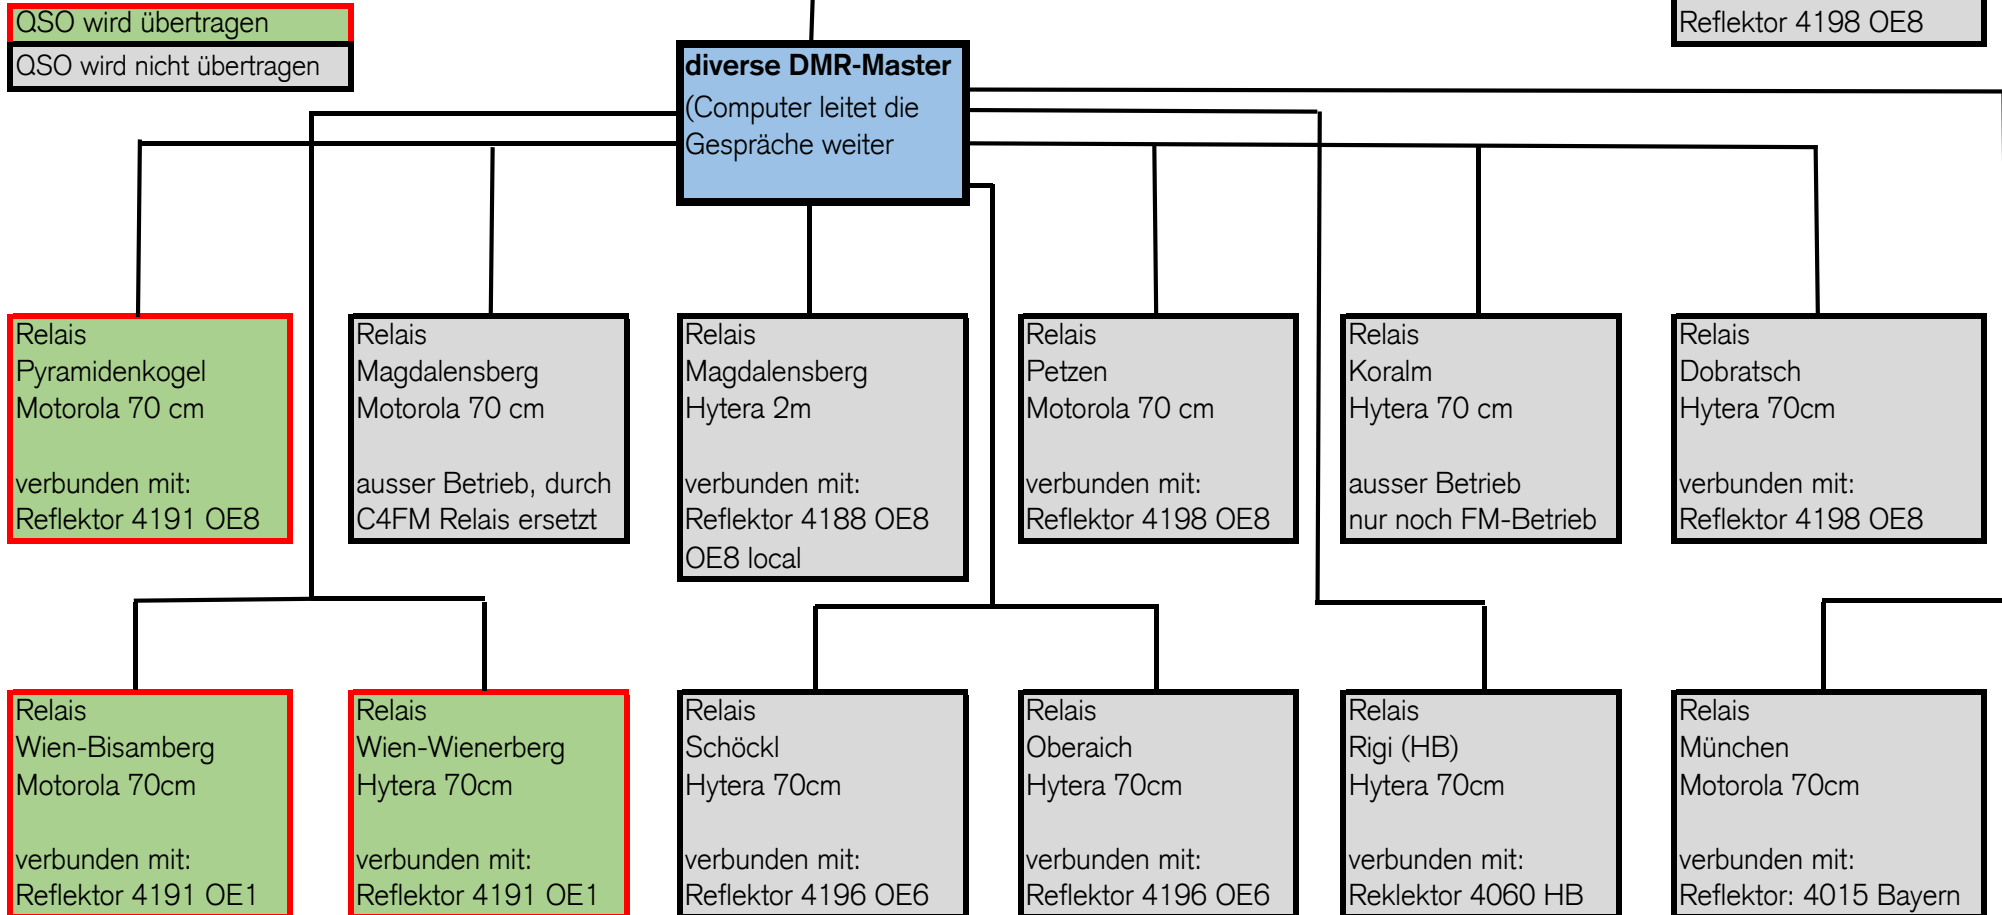 QSO wird übertragen
QSO wird nicht übertragen
Reflektor 4198 OE8
diverse DMR-Master
(Computer leitet die
Gespräche weiter
Relais
Pyramidenkogel
Motorola 70 cm
verbunden mit:
Reflektor 4191 OE8
Relais
Magdalensberg
Motorola 70 cm
ausser Betrieb, durch
C4FM Relais ersetzt
Relais
Magdalensberg
Hytera 2m
verbunden mit:
Reflektor 4188 OE8
OE8 local
Relais
Petzen
Motorola 70 cm
verbunden mit:
Reflektor 4198 OE8
Relais
Koralm
Hytera 70 cm
ausser Betrieb
nur noch FM-Betrieb
Relais
Dobratsch
Hytera 70cm
verbunden mit:
Reflektor 4198 OE8
Relais
Wien-Bisamberg
Motorola 70cm
verbunden mit:
Reflektor 4191 OE1
Relais
Wien-Wienerberg
Hytera 70cm
verbunden mit:
Reflektor 4191 OE1
Relais
Schöckl
Hytera 70cm
verbunden mit:
Reflektor 4196 OE6
Relais
Oberaich
Hytera 70cm
verbunden mit:
Reflektor 4196 OE6
Relais
Rigi (HB)
Hytera 70cm
verbunden mit:
Reklektor 4060 HB
Relais
München
Motorola 70cm
verbunden mit:
Reflektor: 4015 Bayern